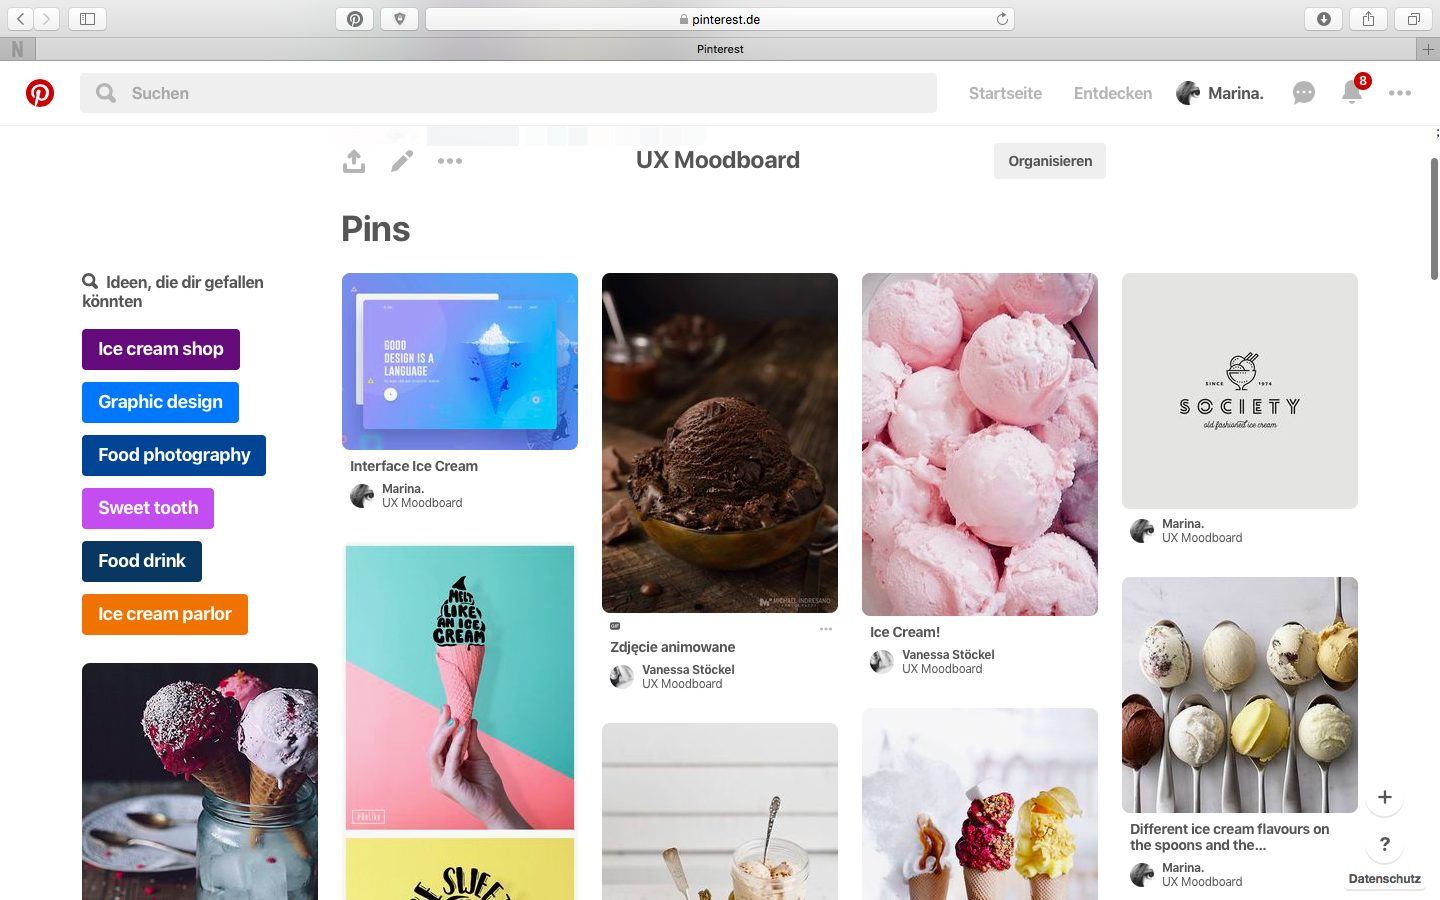 pinterest.de
N
Pinterest
Suchen
Startseite
Entdecken
Marina.
8
UX Moodboard
Organisieren
Pins
Ideen, die dir gefallen
könnten
Ice cream shop
Graphic design
Food photography
Sweet tooth
Food drink
Ice cream parlor
GOOD
DESIGN IS A
LANGUAGE
Interface Ice Cream
Marina.
UX Moodboard
MELT
LIKE
AN ICE
CREAM
MICHAEL INDRESANO
GIF
Zdjęcie animowane
Vanessa Stöckel
UX Moodboard
Ice Cream!
Vanessa Stöckel
UX Moodboard
SINCE 1974
SOCIETY
old fashioned ice cream
Marina.
UX Moodboard
Different ice cream flavours on
the spoons and the...
Marina.
UX Moodboard
+
?
Datenschutz